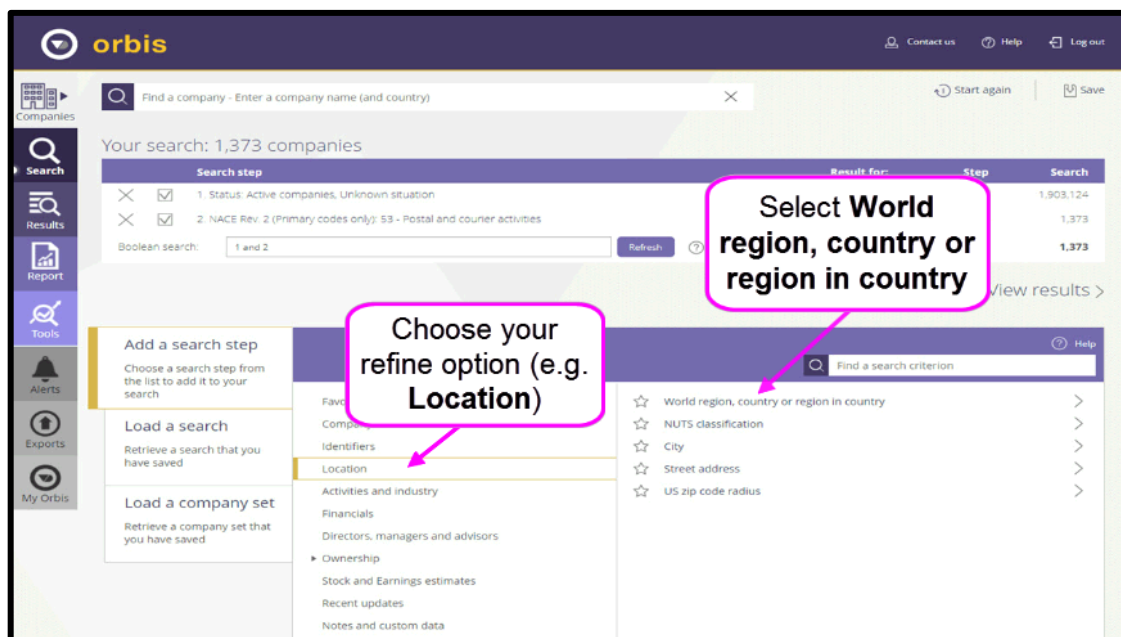 orbis
Contact us
Help
Log out
Companies
Find a company - Enter a company name (and country)
Start again
Save
Search
Your search: 1,373 companies
Search step
Result for:
Step
Search
1. Status: Active companies, Unknown situation
1,903,124
Results
2. NACE Rev. 2 (Primary codes only): 53 - Postal and courier activities
1,373
Boolean search:
1 and 2
Refresh
1,373
Select World
region, country or
region in country
Report
View results >
Tools
Choose your
refine option (e.g.
Location)
Alerts
Exports
My Orbis
Add a search step
Choose a search step from
the list to add it to your
search
Load a search
Retrieve a search that you
have saved
Load a company set
Retrieve a company set that
you have saved
Help
Find a search criterion
Identifiers
Location
Activities and industry
Financials
Directors, managers and advisors
Ownership
Stock and Earnings estimates
Recent updates
Notes and custom data
World region, country or region in country
NUTS classification
City
Street address
US zip code radius